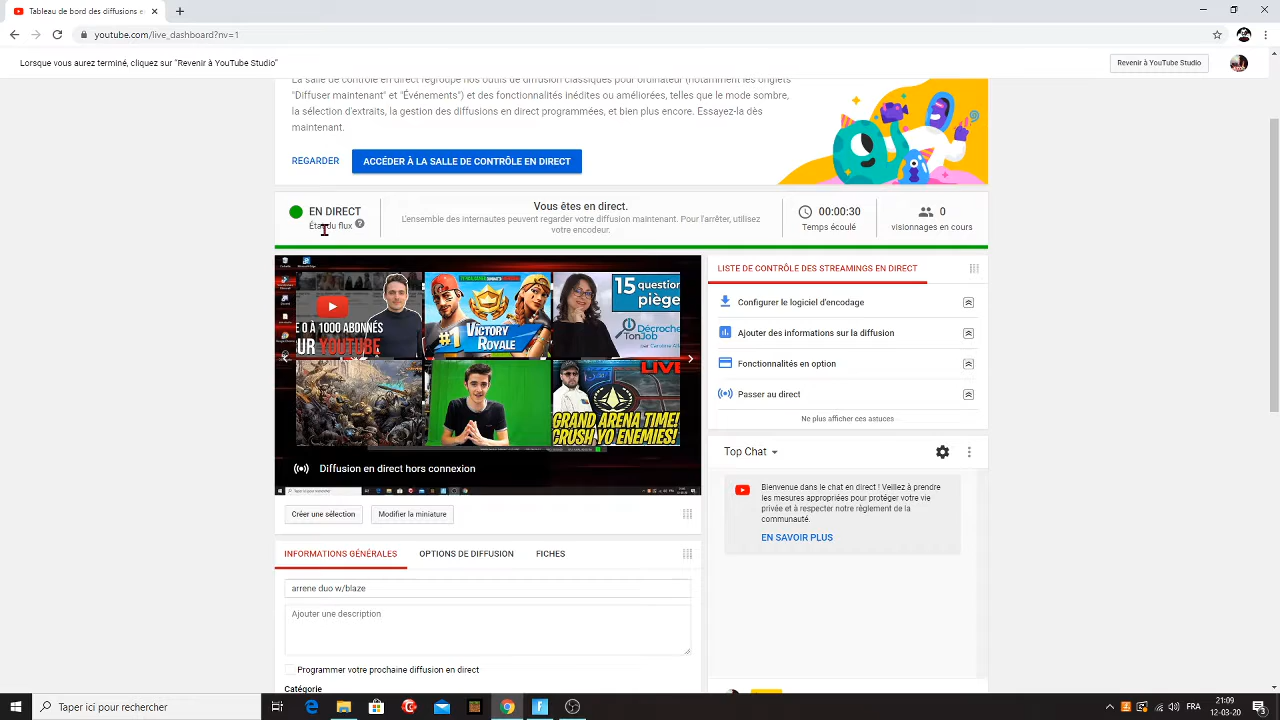 Tableau de bord des diffusions e
youtube.com/live_dashboard?nv=1
Lorsque vous aurez terminé, cliquez sur "Revenir à YouTube Studio"
Revenir à YouTube Studio
La salle de contrôle en direct regroupe nos outils de diffusion classiques pour ordinateur (notamment les onglets
"Diffuser maintenant" et "Événements") et des fonctionnalités inédites ou améliorées, telles que le mode sombre,
la sélection d'extraits, la gestion des diffusions en direct programmées, et bien plus encore. Essayez-la dès
maintenant.
REGARDER
ACCÉDER À LA SALLE DE CONTRÔLE EN DIRECT
EN DIRECT
État du flux
Vous êtes en direct.
L'ensemble des internautes peuvent regarder votre diffusion maintenant. Pour l'arrêter, utilisez
votre encodeur.
00:00:30
Temps écoulé
0
visionnages en cours
E 0 À 1000 ABONNÉS
UR YOUTUBE
#1 VICTORY
ROYALE
15 question
piège
Décroche
TonJob
LIVE
GRAND ARENA TIME!
CRUSH YO ENEMIES!
Diffusion en direct hors connexion
Créer une sélection
Modifier la miniature
INFORMATIONS GÉNÉRALES
OPTIONS DE DIFFUSION
FICHES
arrene duo w/blaze
Ajouter une description
Programmer votre prochaine diffusion en direct
Catégorie
LISTE DE CONTRÔLE DES STREAMINGS EN DIRECT
Configurer le logiciel d'encodage
Ajouter des informations sur la diffusion
Fonctionnalités en option
Passer au direct
Ne plus afficher ces astuces
Top Chat
Bienvenue dans le chat en direct ! Veillez à prendre
les mesures appropriées pour protéger votre vie
privée et à respecter notre règlement de la
communauté.
EN SAVOIR PLUS
Taper ici pour rechercher
FRA
21:09
12-03-20